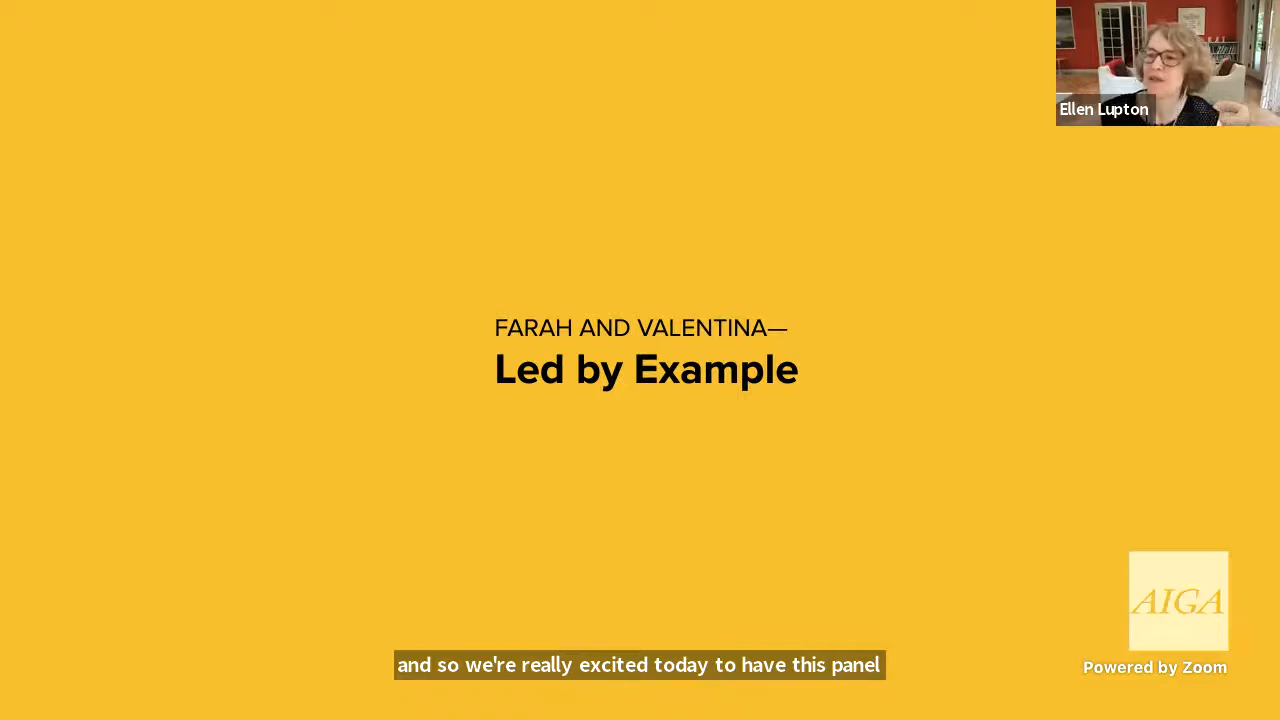 Ellen Lupton
FARAH AND VALENTINA—
Led by Example
AIGA
and so we're really excited today to have this panel
Powered by Zoom